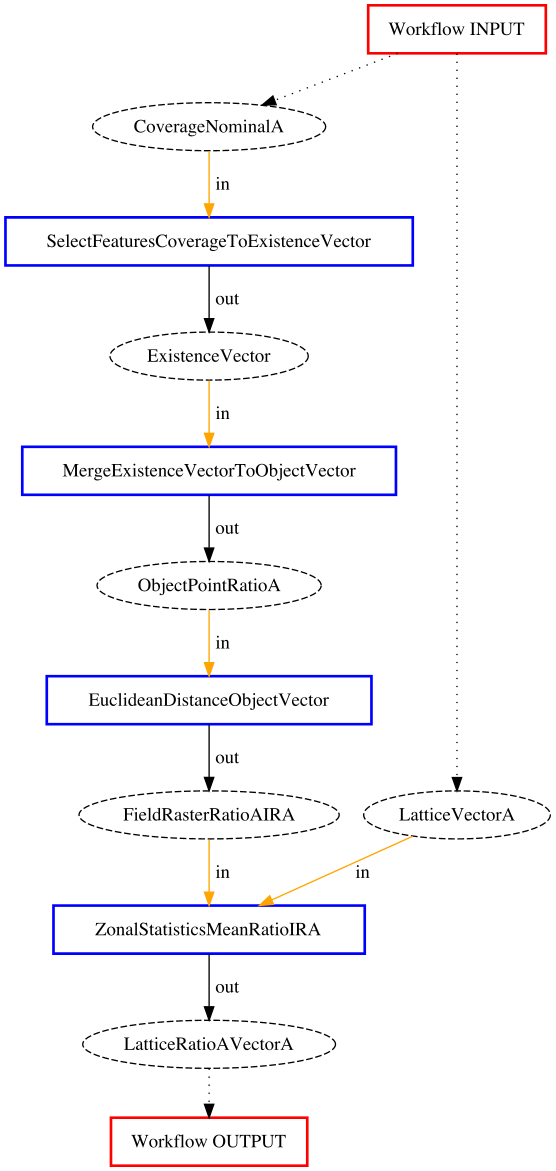 Workflow INPUT
CoverageNominalA
in
SelectFeaturesCoverageToExistenceVector
out
ExistenceVector
in
MergeExistenceVectorToObjectVector
out
ObjectPointRatioA
in
EuclideanDistanceObjectVector
out
FieldRasterRatioAIRA
LatticeVectorA
in
in
ZonalStatisticsMeanRatioIRA
out
LatticeRatioAVectorA
Workflow OUTPUT